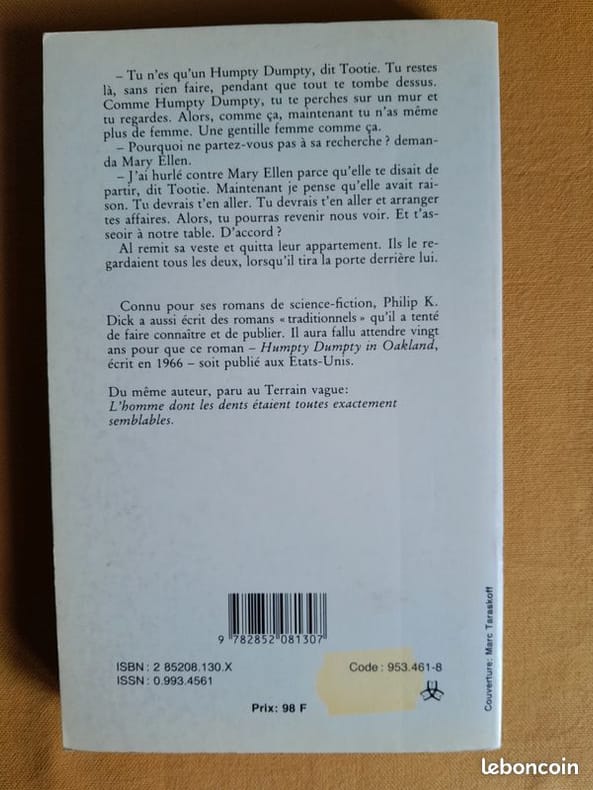 – Tu n'es qu'un Humpty Dumpty, dit Tootie. Tu restes
là, sans rien faire, pendant que tout te tombe dessus.
Comme Humpty Dumpty, tu te perches sur un mur et
tu regardes. Alors, comme ça, maintenant tu n'as même
plus de femme. Une gentille femme comme ça.
– Pourquoi ne partez-vous pas à sa recherche ? deman-
da Mary Ellen.
– J'ai hurlé contre Mary Ellen parce qu'elle te disait de
partir, dit Tootie. Maintenant je pense qu'elle avait rai-
son. Tu devrais t'en aller. Tu devrais t'en aller et arranger
tes affaires. Alors, tu pourras revenir nous voir. Et t'as-
seoir à notre table. D'accord ?
Al remit sa veste et quitta leur appartement. Ils le re-
gardaient tous les deux, lorsqu'il tira la porte derrière lui.
Connu pour ses romans de science-fiction, Philip K.
Dick a aussi écrit des romans « traditionnels » qu'il a tenté
de faire connaître et de publier. Il aura fallu attendre vingt
ans pour que ce roman – Humpty Dumpty in Oakland,
écrit en 1966 – soit publié aux États-Unis.
Du même auteur, paru au Terrain vague :
L'homme dont les dents étaient toutes exactement
semblables.
9 782852 081307
ISBN : 2 85208.130.X
ISSN : 0.993.4561
Code : 953.461-8
Prix: 98 F
Couverture: Marc Taraskoff
leboncoin